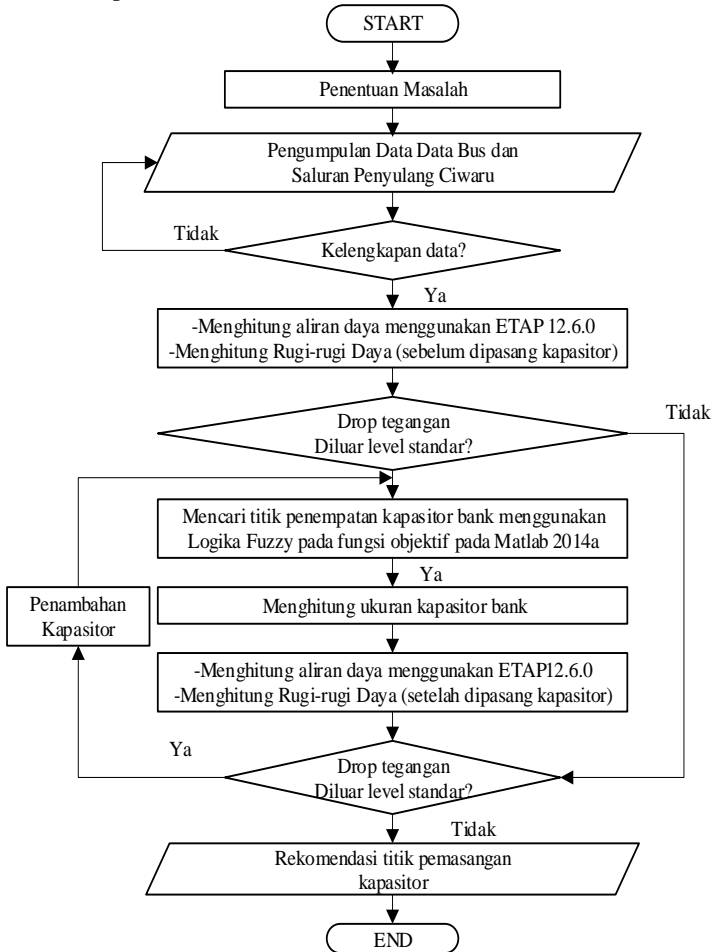 START
Penentuan Masalah
Pengumpulan Data Data Bus dan
Saluran Penyulang Ciwaru
Tidak
Kelengkapan data?
Ya
-Menghitung aliran daya menggunakan ETAP 12.6.0
-Menghitung Rugi-rugi Daya (sebelum dipasang kapasitor)
Tidak
Drop tegangan
Diluar level standar?
Mencari titik penempatan kapasitor bank menggunakan
Logika Fuzzy pada fungsi objektif pada Matlab 2014a
Ya
Penambahan
Kapasitor
Menghitung ukuran kapasitor bank
-Menghitung aliran daya menggunakan ETAP12.6.0
-Menghitung Rugi-rugi Daya (setelah dipasang kapasitor)
Ya
Drop tegangan
Diluar level standar?
Tidak
Rekomendasi titik pemasangan
kapasitor
END